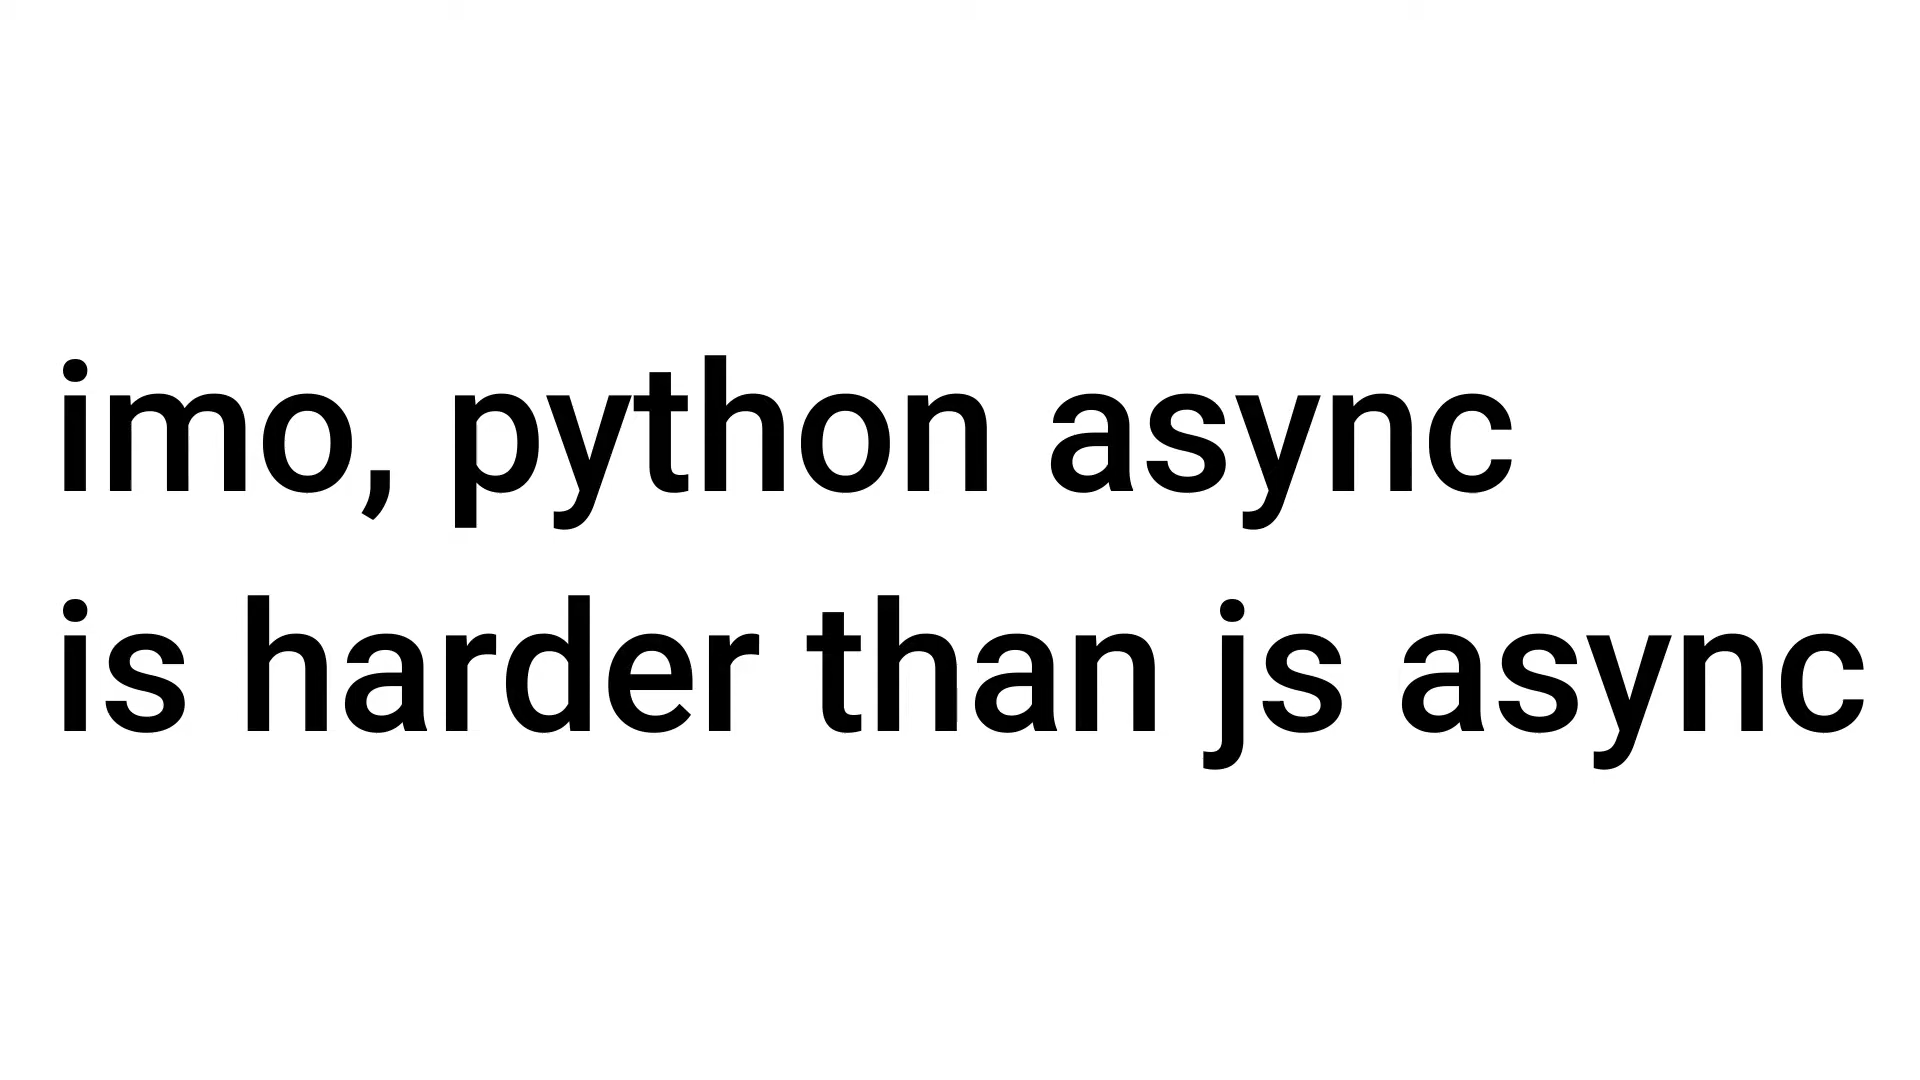 imo, python async
is harder than js async